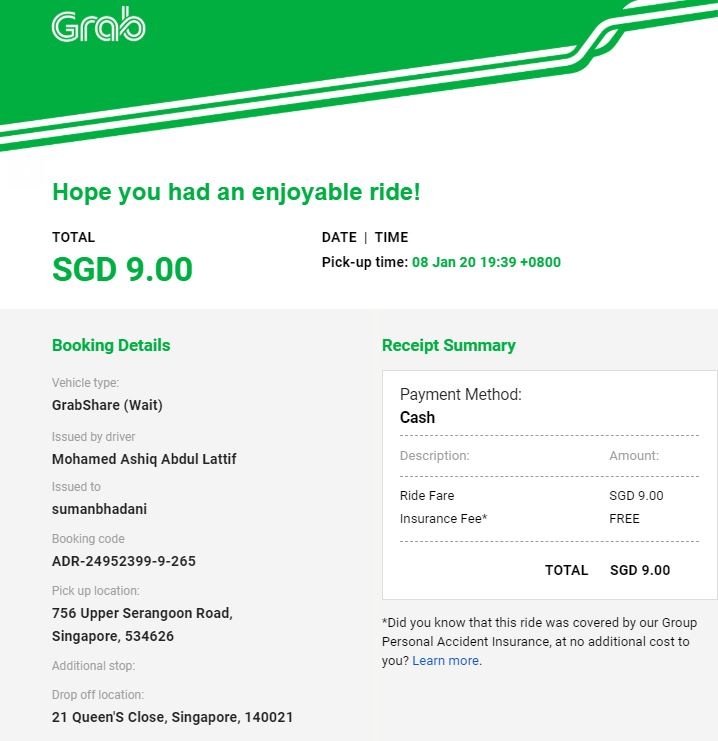 Grab
Hope you had an enjoyable ride!
TOTAL
SGD 9.00
DATE | TIME
Pick-up time: 08 Jan 20 19:39 +0800
Booking Details
Vehicle type:
GrabShare (Wait)
Issued by driver
Mohamed Ashiq Abdul Lattif
Issued to
sumanbhadani
Booking code
ADR-24952399-9-265
Pick up location:
756 Upper Serangoon Road,
Singapore, 534626
Additional stop:
Drop off location:
21 Queen'S Close, Singapore, 140021
Receipt Summary
Payment Method:
Cash
Description: Amount:
Ride Fare SGD 9.00
Insurance Fee* FREE
TOTAL SGD 9.00
*Did you know that this ride was covered by our Group
Personal Accident Insurance, at no additional cost to
you? Learn more.